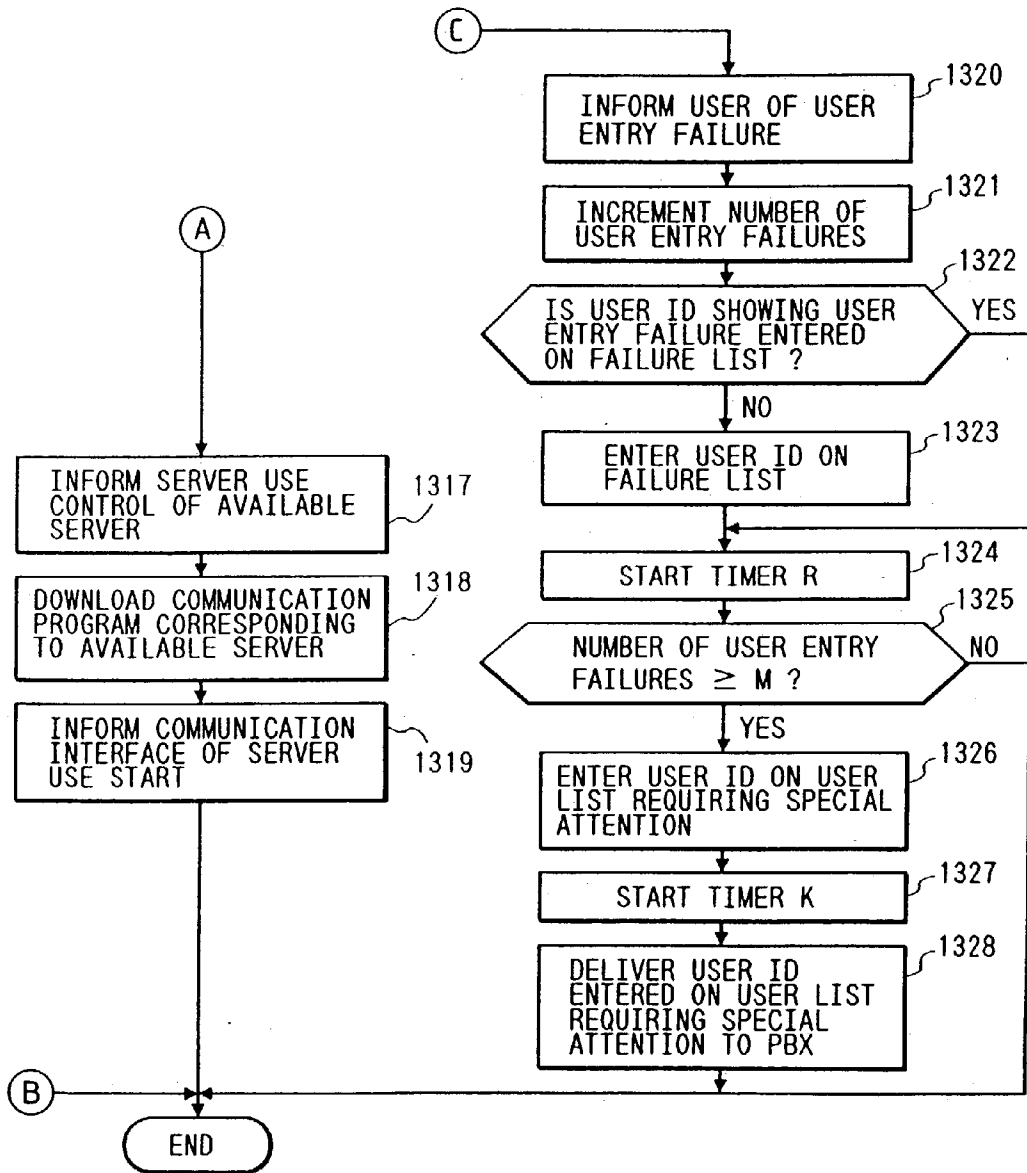 C
1320
INFORM USER OF USER
ENTRY FAILURE
1321
INCREMENT NUMBER OF
USER ENTRY FAILURES
A
1322
IS USER ID SHOWING USER
ENTRY FAILURE ENTERED
ON FAILURE LIST ?
YES
NO
1323
ENTER USER ID ON
FAILURE LIST
INFORM SERVER USE
CONTROL OF AVAILABLE
SERVER
1317
1324
START TIMER R
DOWNLOAD COMMUNICATION
PROGRAM CORRESPONDING
TO AVAILABLE SERVER
1318
1325
NUMBER OF USER ENTRY
FAILURES ≧ M ?
NO
YES
INFORM COMMUNICATION
INTERFACE OF SERVER
USE START
1319
1326
ENTER USER ID ON USER
LIST REQUIRING SPECIAL
ATTENTION
1327
START TIMER K
1328
DELIVER USER ID
ENTERED ON USER LIST
REQUIRING SPECIAL
ATTENTION TO PBX
B
END